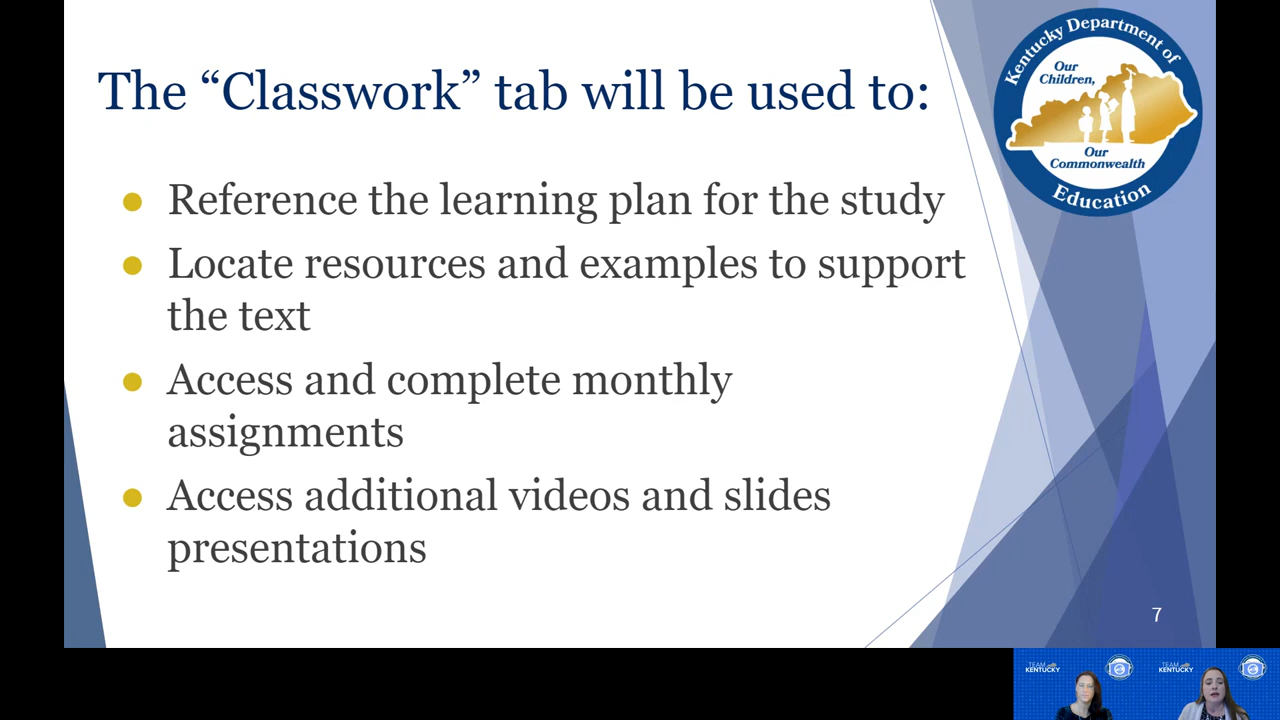 The “Classwork” tab will be used to:
Kentucky Department of
Our
Children,
Our
Commonwealth
Education
● Reference the learning plan for the study
● Locate resources and examples to support
the text
● Access and complete monthly
assignments
● Access additional videos and slides
presentations
7
TEAM
KENTUCKY
TEAM
KENTUCKY